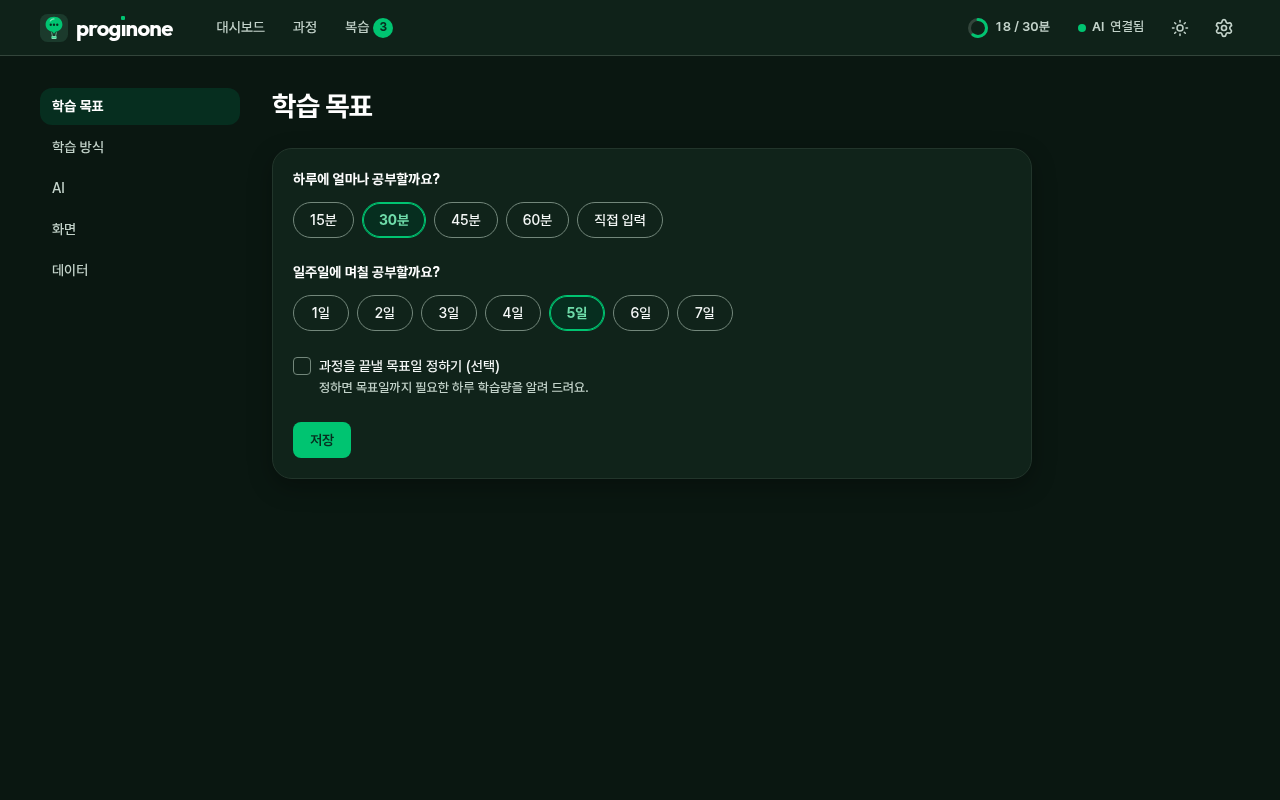 proginone
대시보드
과정
복습 3
18 / 30분
AI 연결됨
학습 목표
학습 방식
AI
화면
데이터
학습 목표
하루에 얼마나 공부할까요?
15분 30분 45분 60분 직접 입력
일주일에 며칠 공부할까요?
1일 2일 3일 4일 5일 6일 7일
과정을 끝낼 목표일 정하기 (선택)
정하면 목표일까지 필요한 하루 학습량을 알려 드려요.
저장